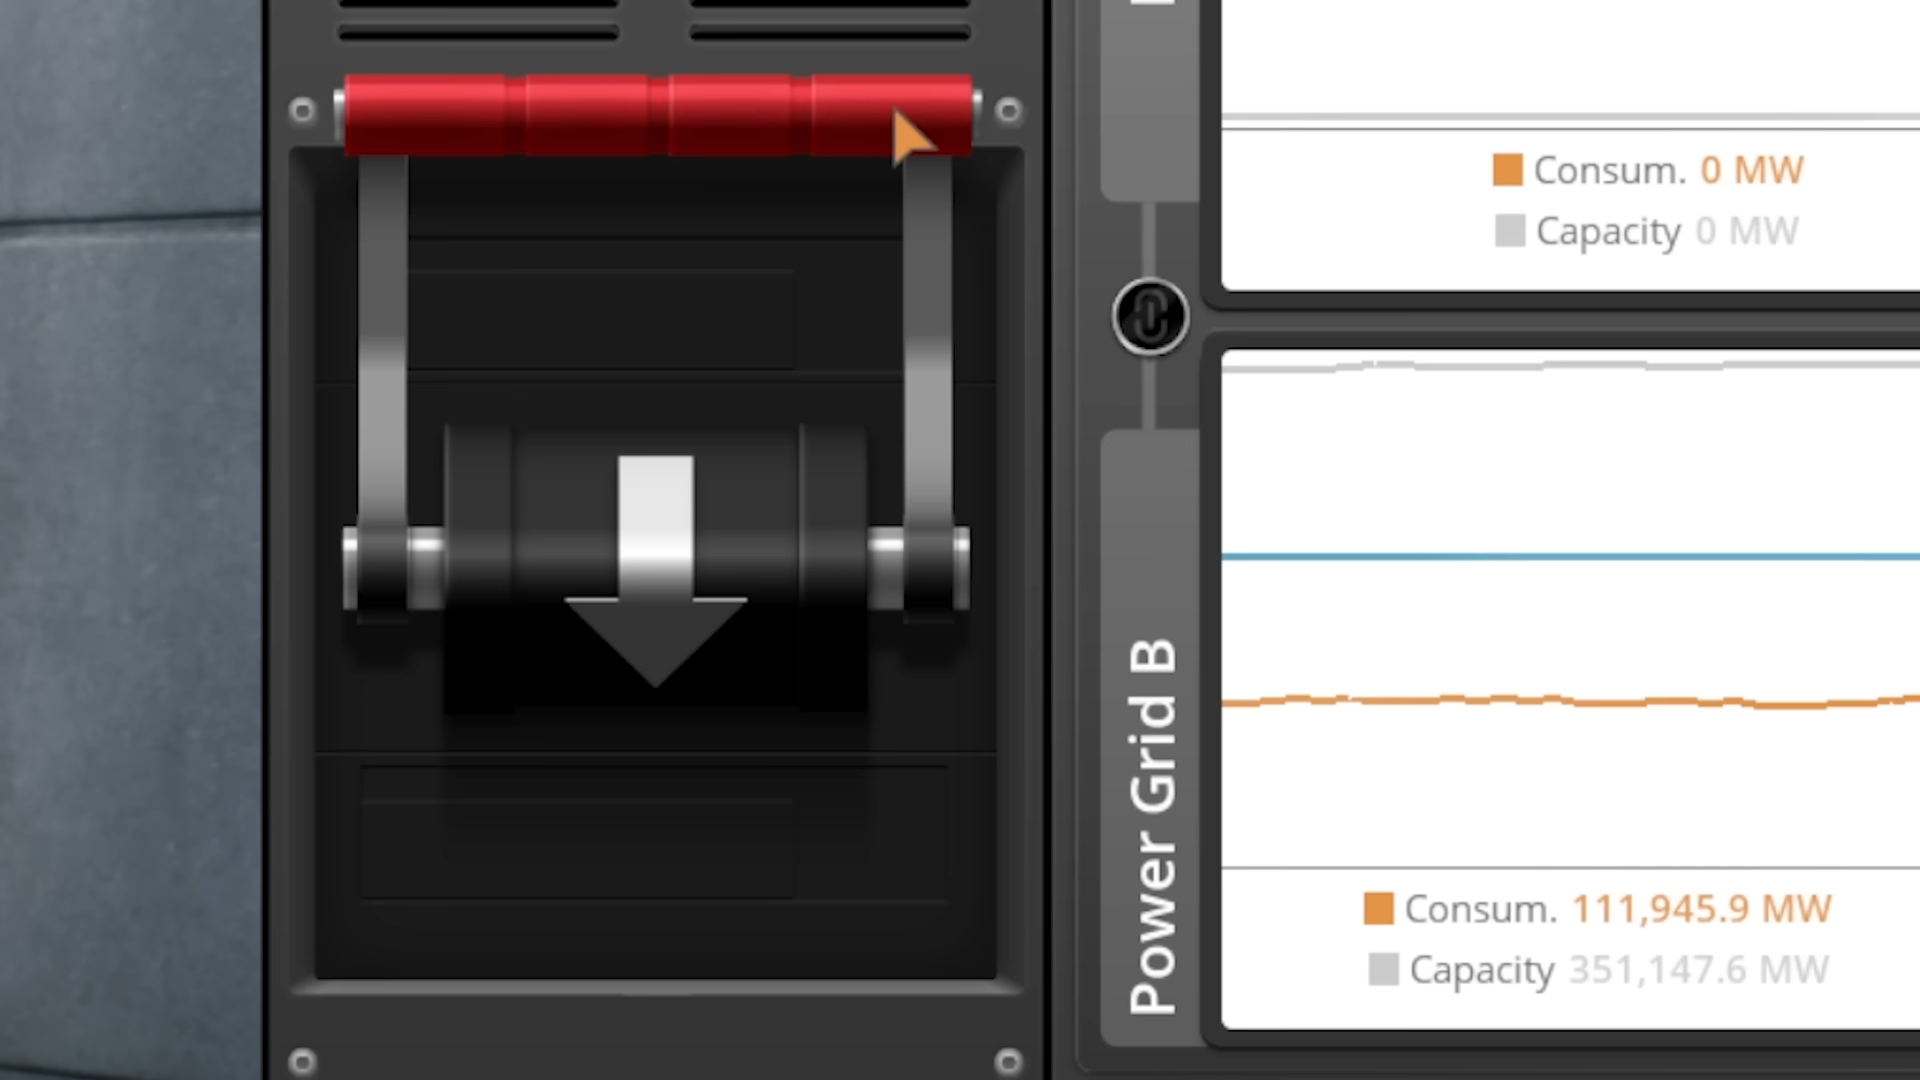 Consum. 0 MW
Capacity 0 MW
Power Grid B
Consum. 111,945.9 MW
Capacity 351,147.6 MW